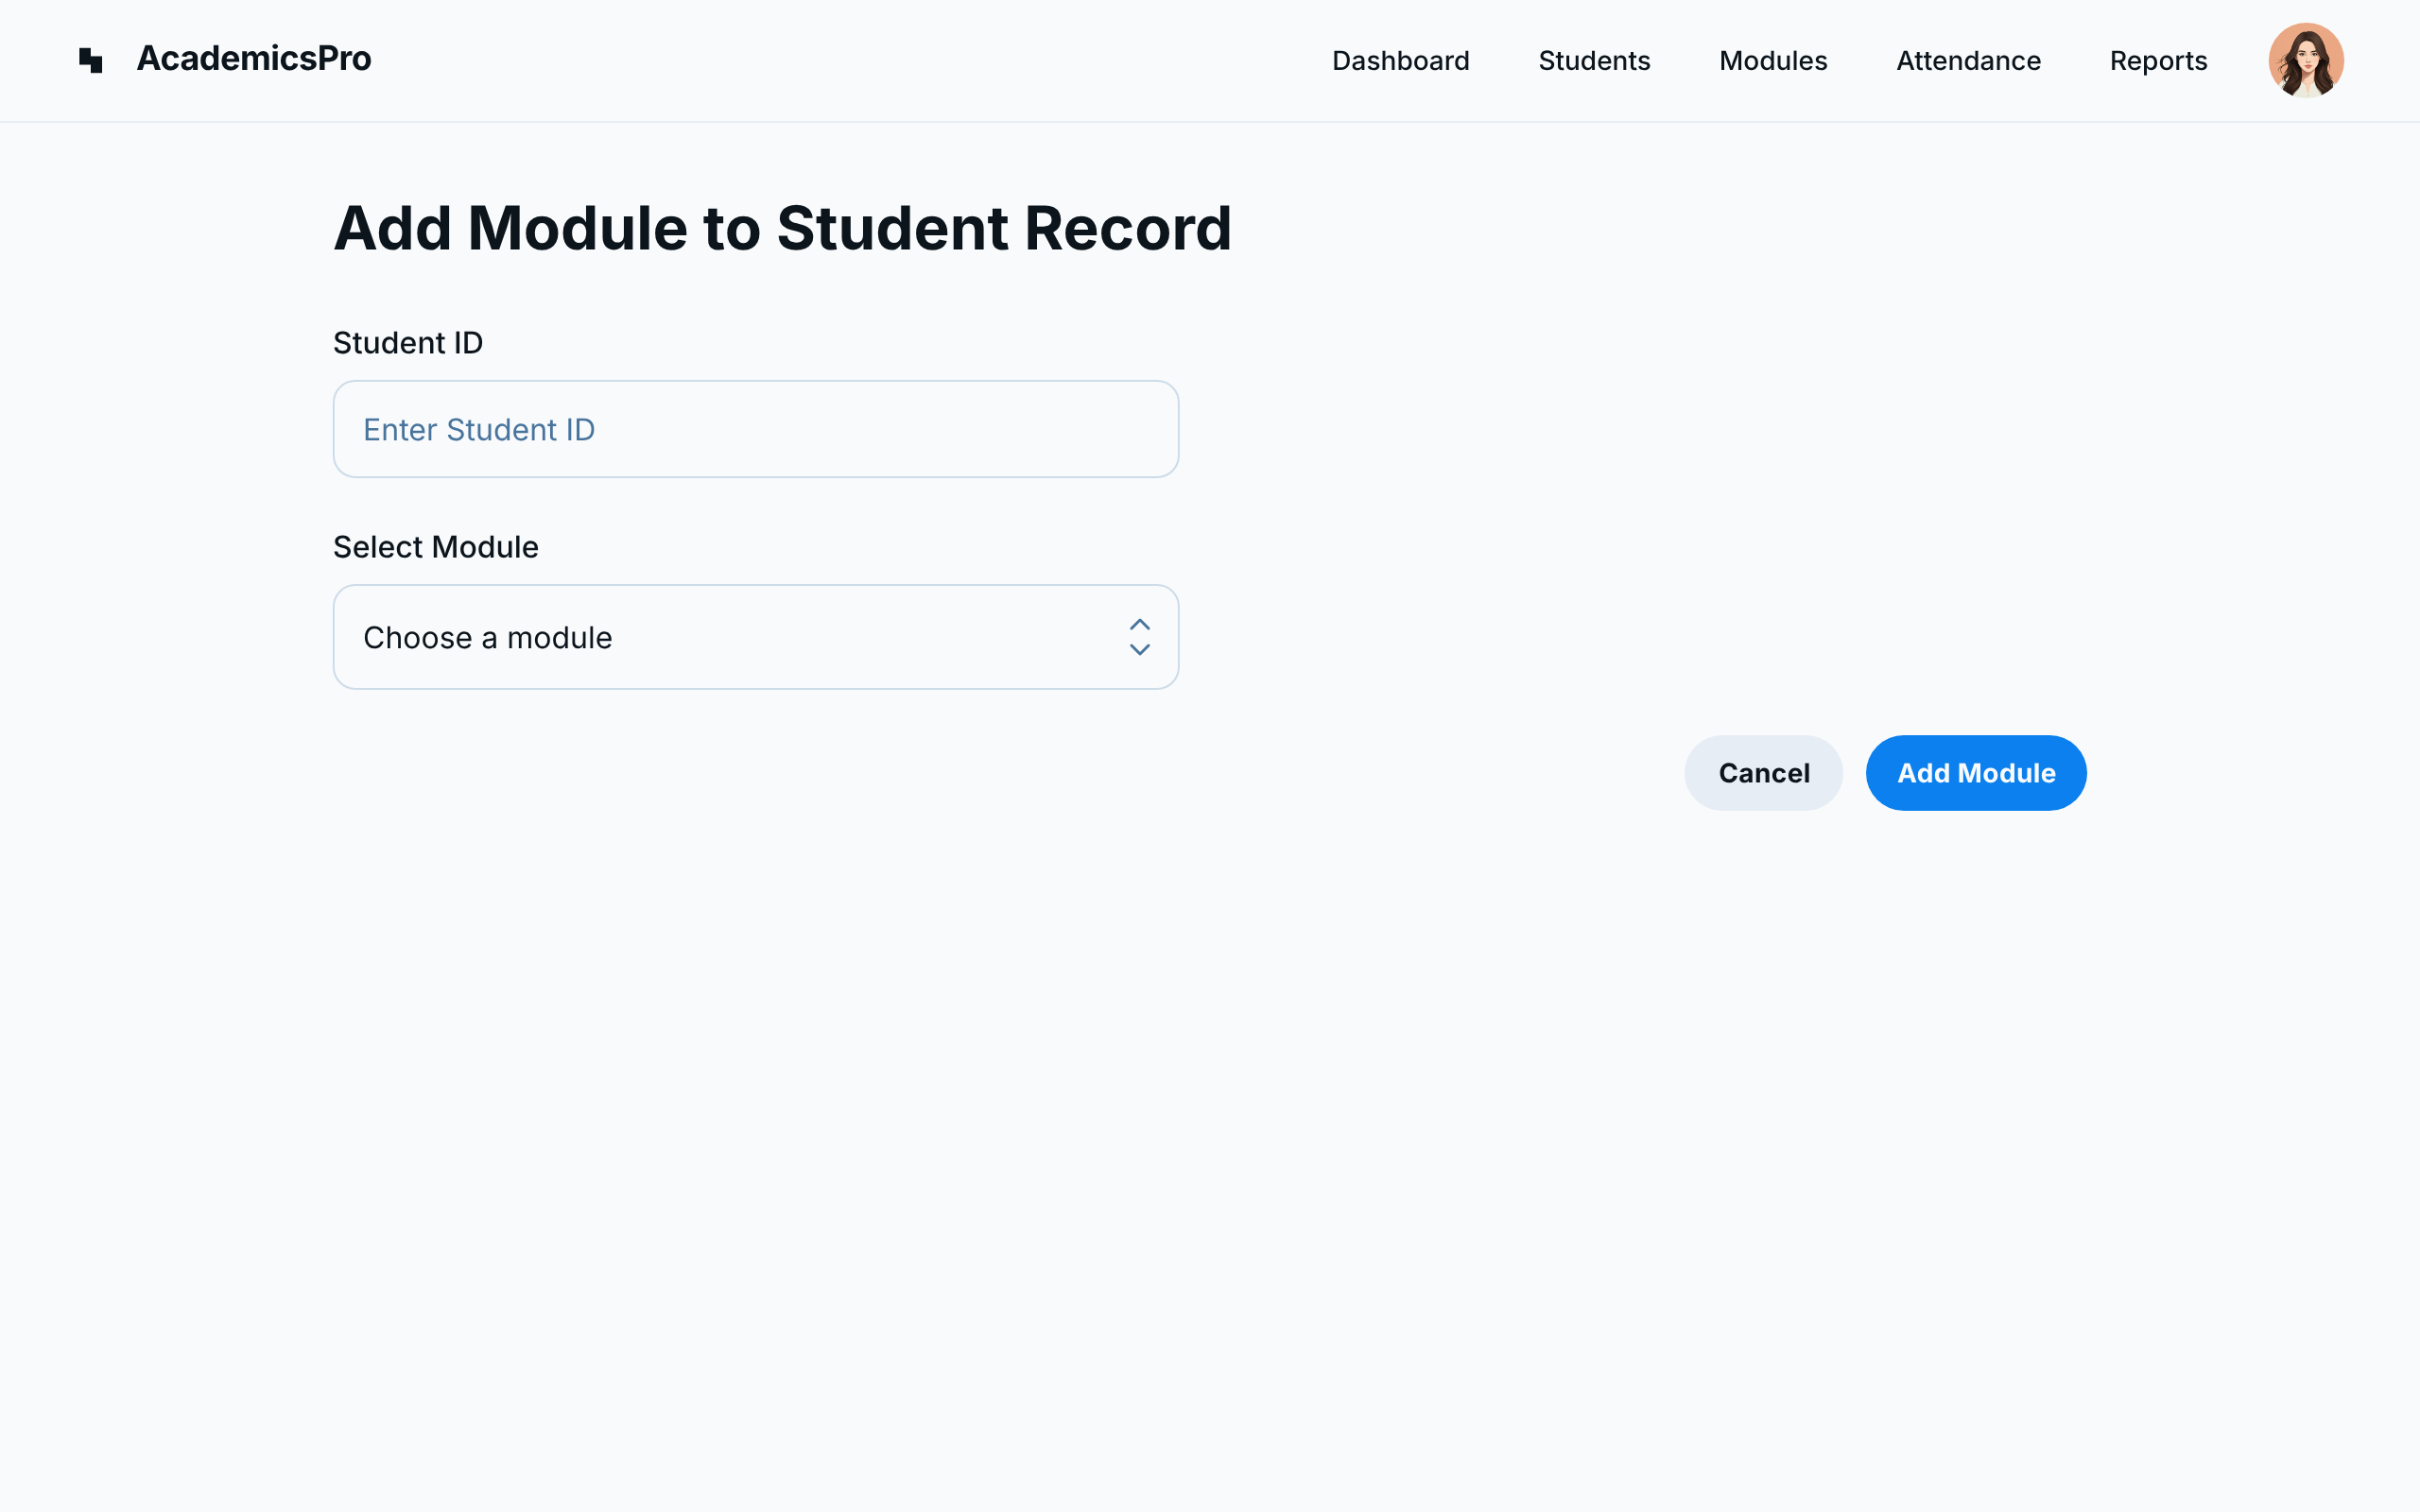 AcademicsPro
Dashboard Students Modules Attendance Reports
Add Module to Student Record
Student ID
Enter Student ID
Select Module
Choose a module
Cancel Add Module